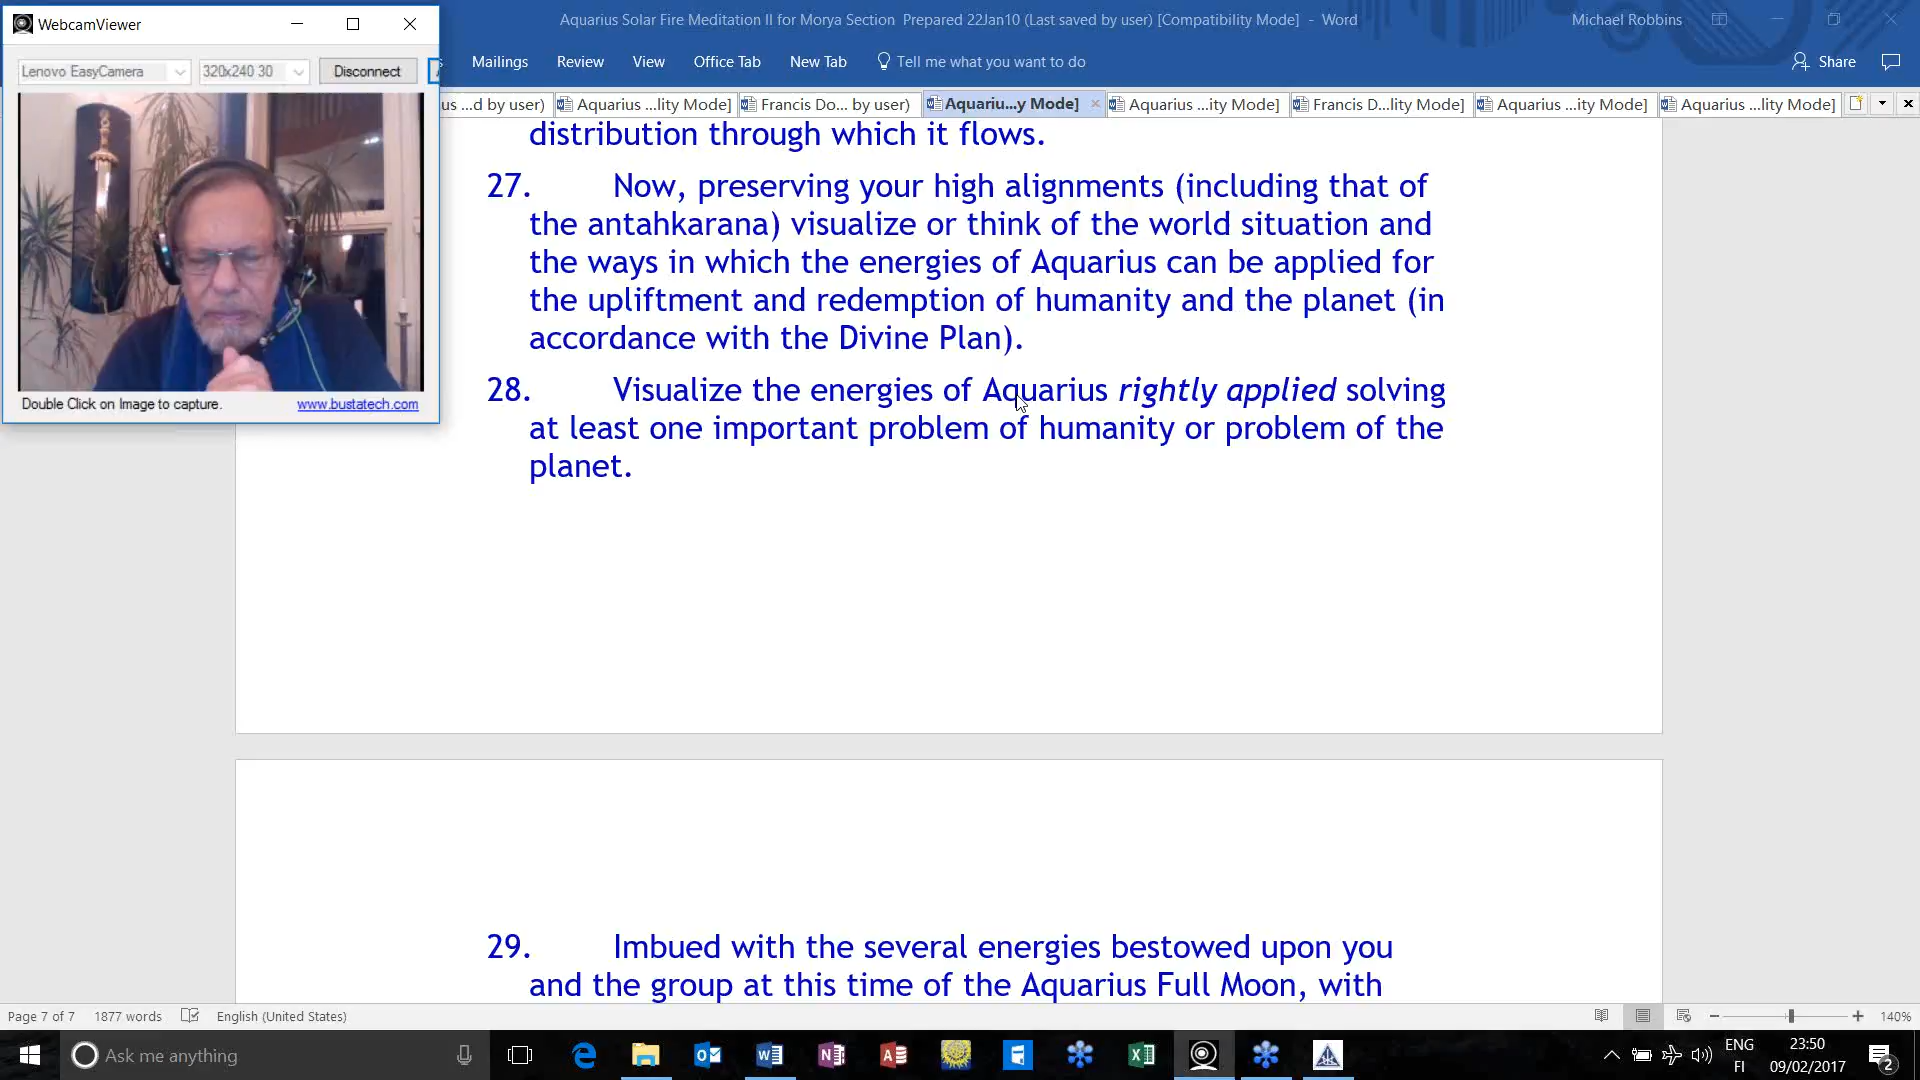 WebcamViewer
Aquarius Solar Fire Meditation II for Morya Section  Prepared 22Jan10 (Last saved by user) [Compatibility Mode]  -  Word
Michael Robbins
Lenovo EasyCamera
320x240 30
Disconnect
Mailings
Review
View
Office Tab
New Tab
Tell me what you want to do
Share
us ...d by user)
Aquarius ...lity Mode]
Francis Do... by user)
Aquariu...y Mode]
Aquarius ...ity Mode]
Francis D...lity Mode]
Aquarius ...ity Mode]
Aquarius ...lity Mode]
distribution through which it flows.
27. Now, preserving your high alignments (including that of
the antahkarana) visualize or think of the world situation and
the ways in which the energies of Aquarius can be applied for
the upliftment and redemption of humanity and the planet (in
accordance with the Divine Plan).
28. Visualize the energies of Aquarius rightly applied solving
at least one important problem of humanity or problem of the
planet.
Double Click on Image to capture.
www.bustatech.com
29. Imbued with the several energies bestowed upon you
and the group at this time of the Aquarius Full Moon, with
Page 7 of 7
1877 words
English (United States)
140%
Ask me anything
ENG
FI
23:50
09/02/2017
2